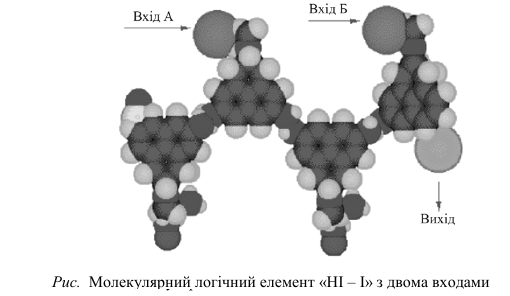 Вхід А
Вхід Б
Вихід
Рис. Молекулярний логічний елемент «НІ – І» з двома входами